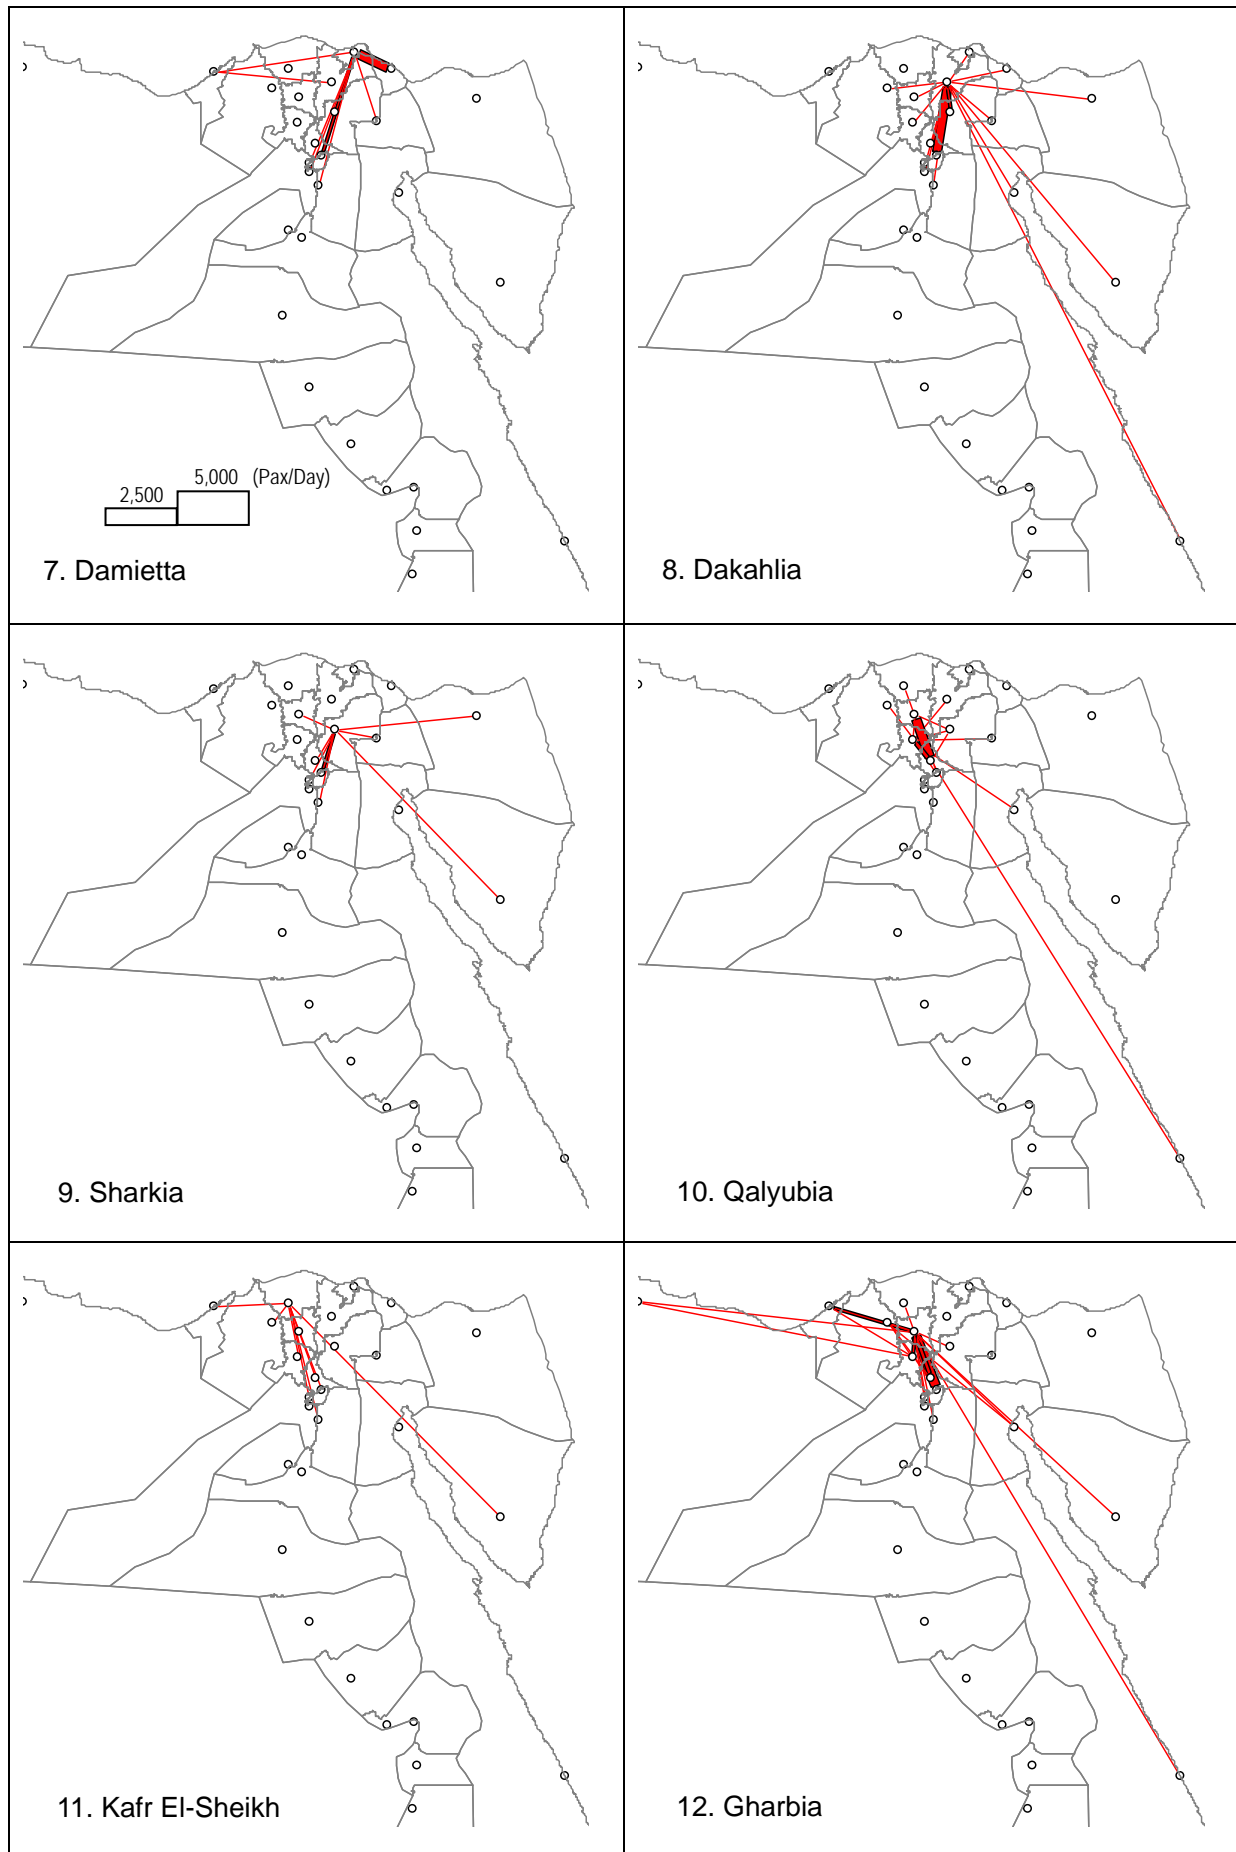 5,000 (Pax/Day)
2,500
7. Damietta
8. Dakahlia
9. Sharkia
10. Qalyubia
11. Kafr El-Sheikh
12. Gharbia